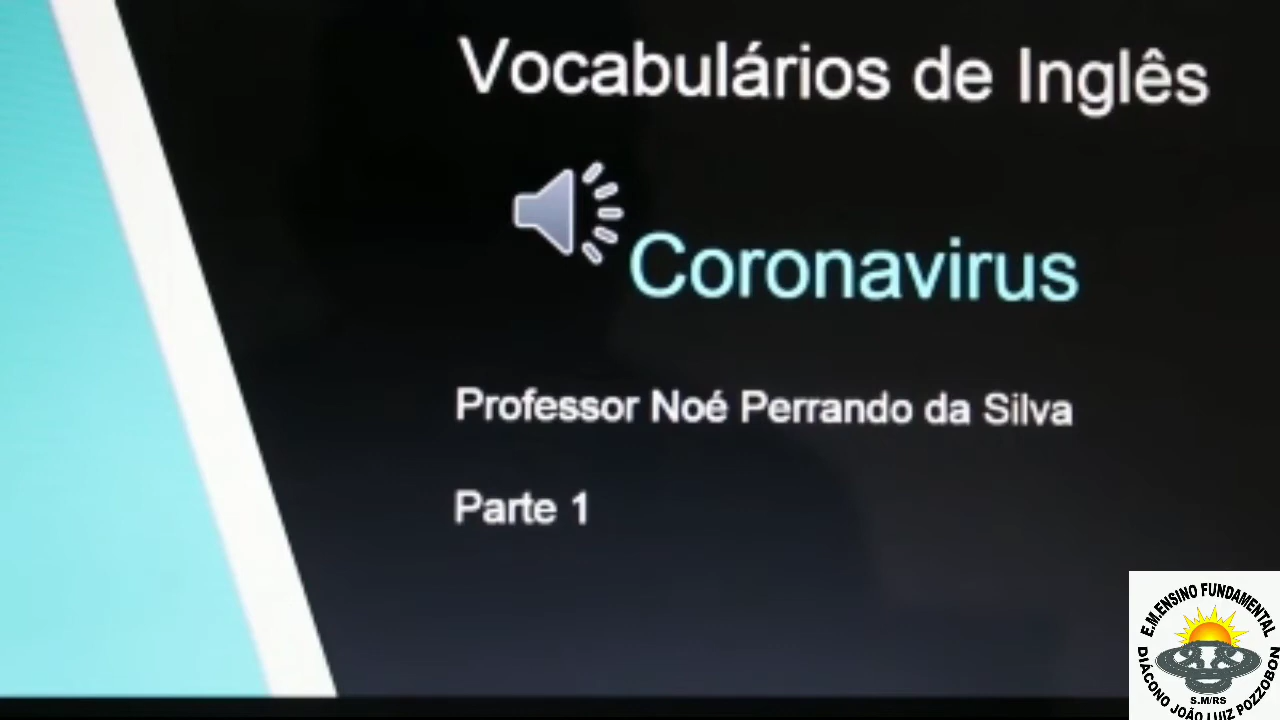 Vocabulários de Inglês
Coronavirus
Professor Noé Perrando da Silva
Parte 1
E.M.ENSINO FUNDAMENTAL
DIÁCONO JOÃO LUIZ POZZOBON
S.M/RS